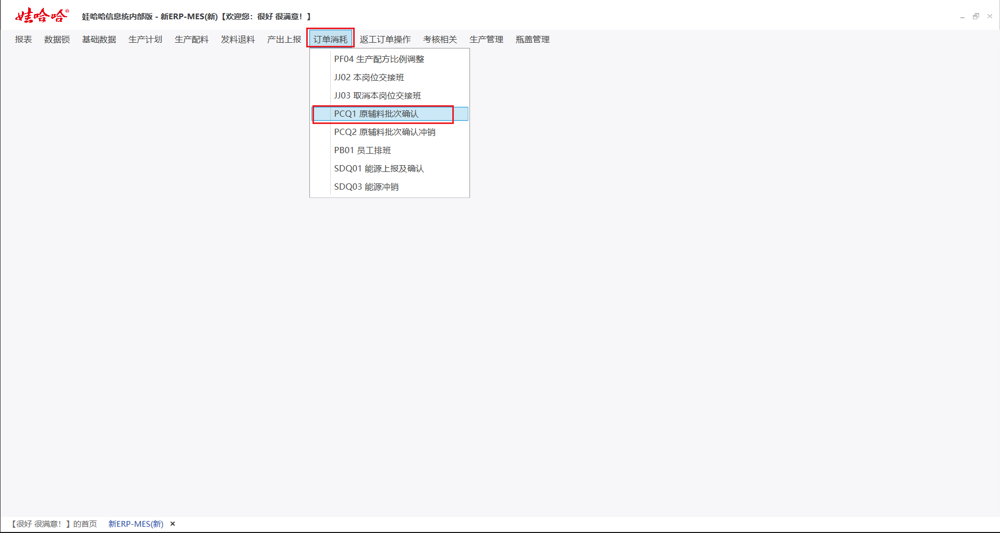 娃哈哈®
娃哈哈信息统内部版 - 新ERP-MES(新)【欢迎您：很好 很满意！】
报表 数据锁 基础数据 生产计划 生产配料 发料退料 产出上报 订单消耗 返工订单操作 考核相关 生产管理 瓶盖管理
PF04 生产配方比例调整
JJ02 本岗位交接班
JJ03 取消本岗位交接班
PCQ1 原辅料批次确认
PCQ2 原辅料批次确认冲销
PB01 员工排班
SDQ01 能源上报及确认
SDQ03 能源冲销
【很好 很满意！】的首页 新ERP-MES(新)